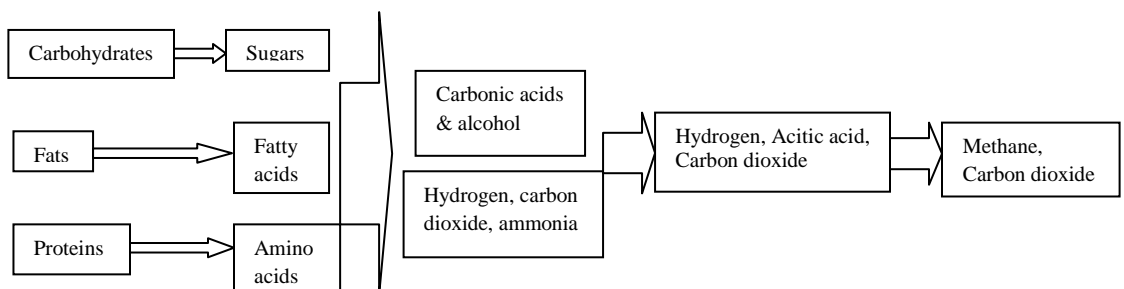 Carbohydrates
Sugars
Fats
Fatty
acids
Proteins
Amino
acids
Carbonic acids
& alcohol
Hydrogen, carbon
dioxide, ammonia
Hydrogen, Acitic acid,
Carbon dioxide
Methane,
Carbon dioxide